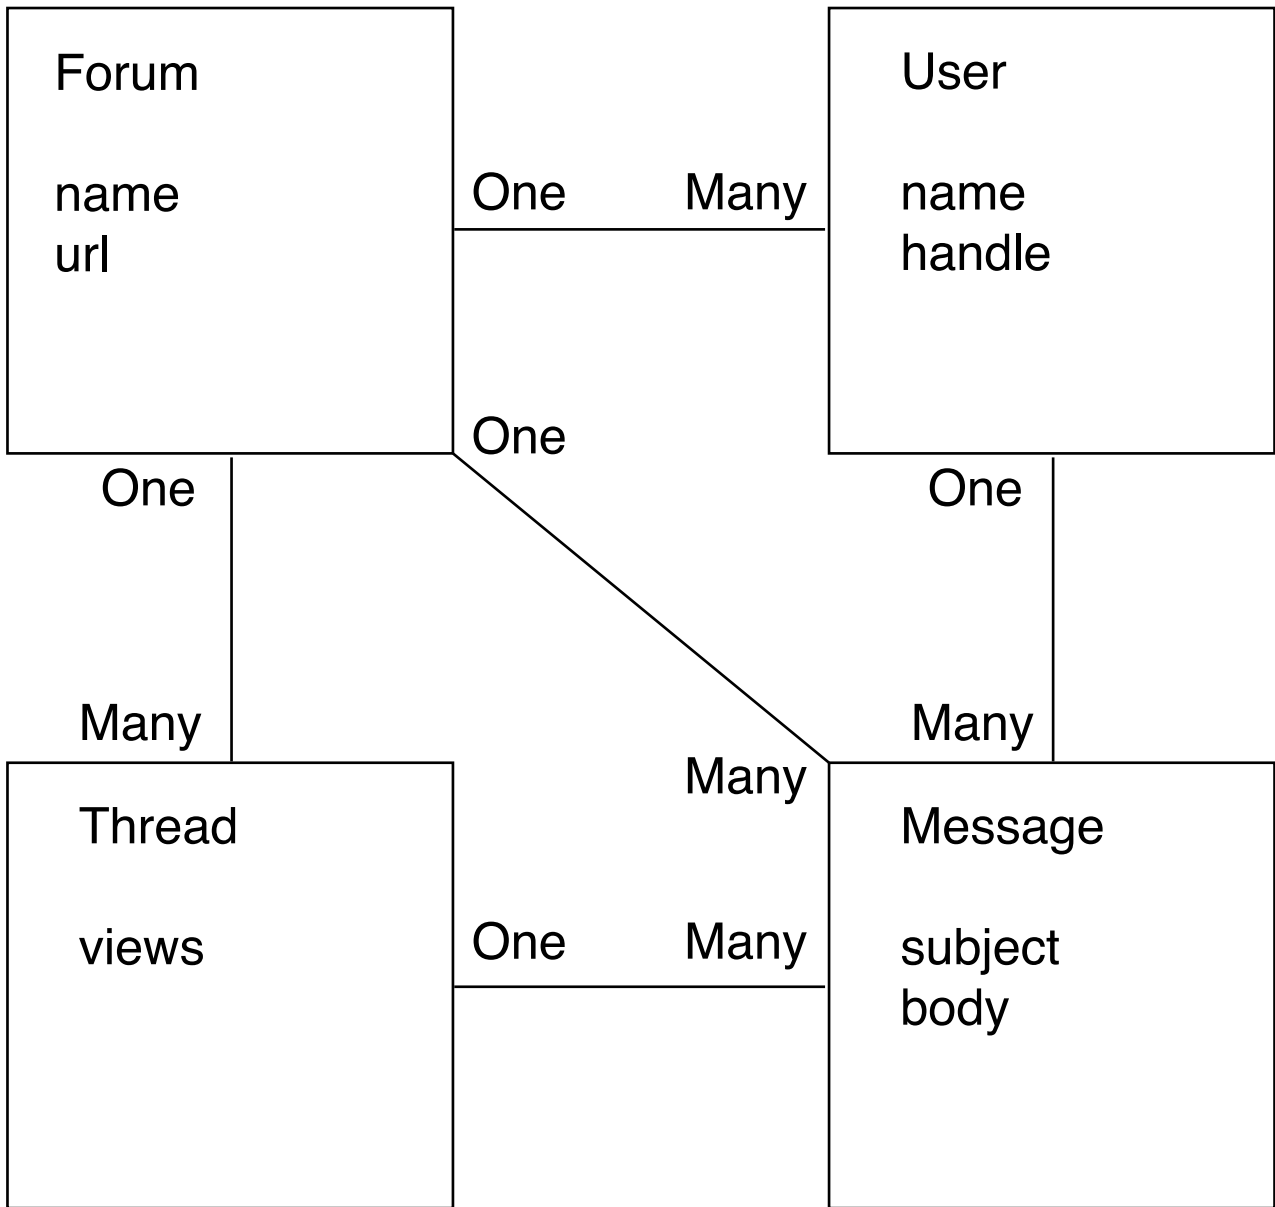 Forum
name
url
One
Many
User
name
handle
One
One
Many
One
Many
Many
Thread
views
One
Many
Message
subject
body